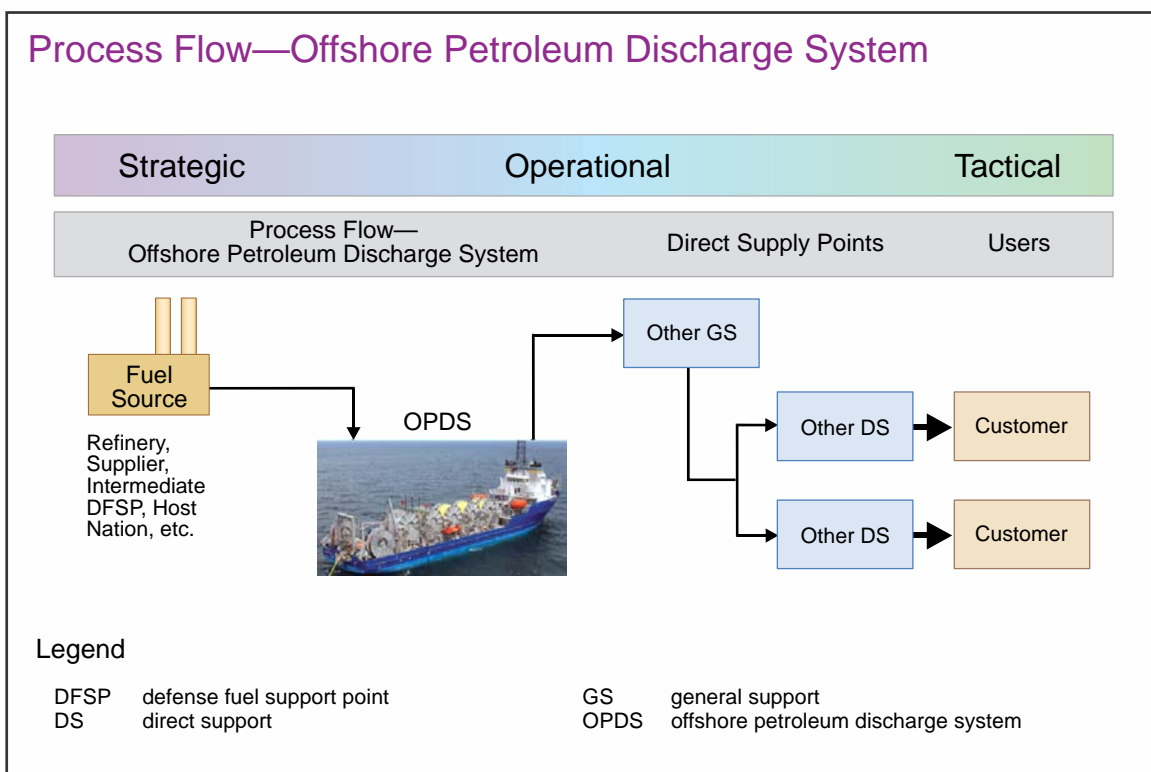 Process Flow—Offshore Petroleum Discharge System
Strategic
Operational
Tactical
Process Flow—
Offshore Petroleum Discharge System
Direct Supply Points
Users
Fuel
Source
Refinery,
Supplier,
Intermediate
DFSP, Host
Nation, etc.
OPDS
Other GS
Other DS
Customer
Other DS
Customer
Legend
DFSP defense fuel support point
DS direct support
GS general support
OPDS offshore petroleum discharge system